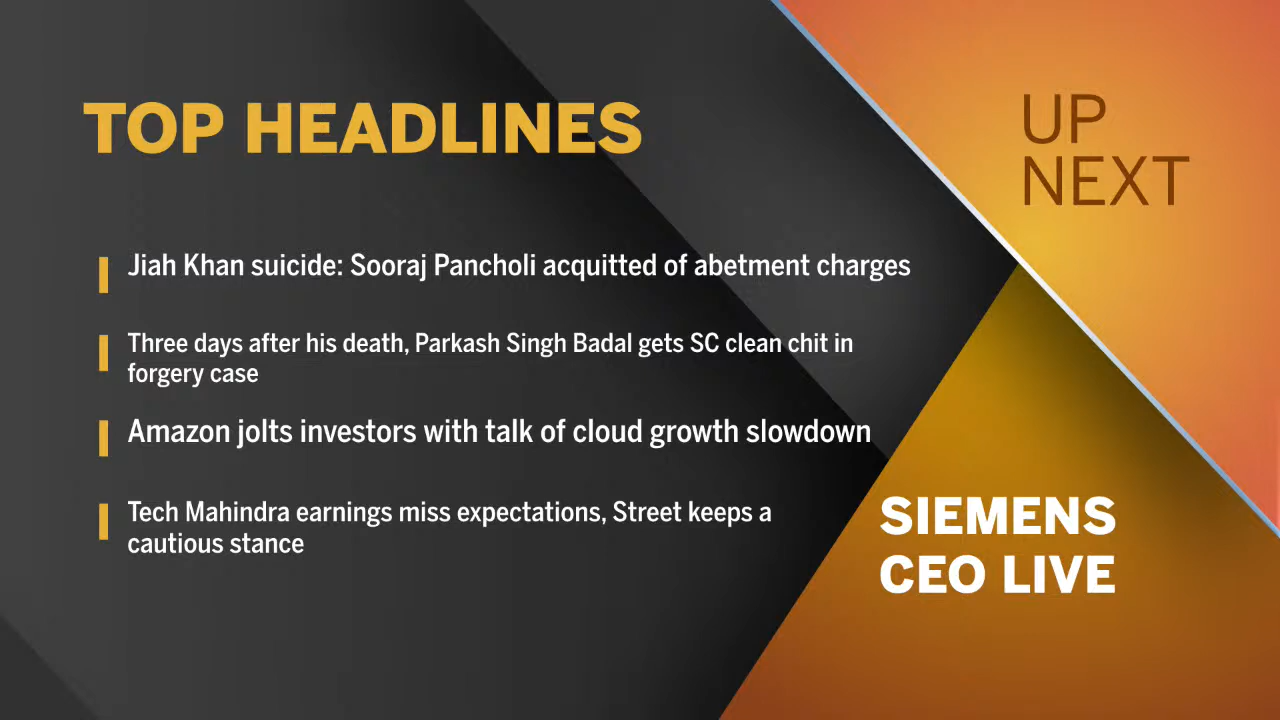 TOP HEADLINES
Jiah Khan suicide: Sooraj Pancholi acquitted of abetment charges
Three days after his death, Parkash Singh Badal gets SC clean chit in
forgery case
Amazon jolts investors with talk of cloud growth slowdown
Tech Mahindra earnings miss expectations, Street keeps a
cautious stance
UP
NEXT
SIEMENS
CEO LIVE